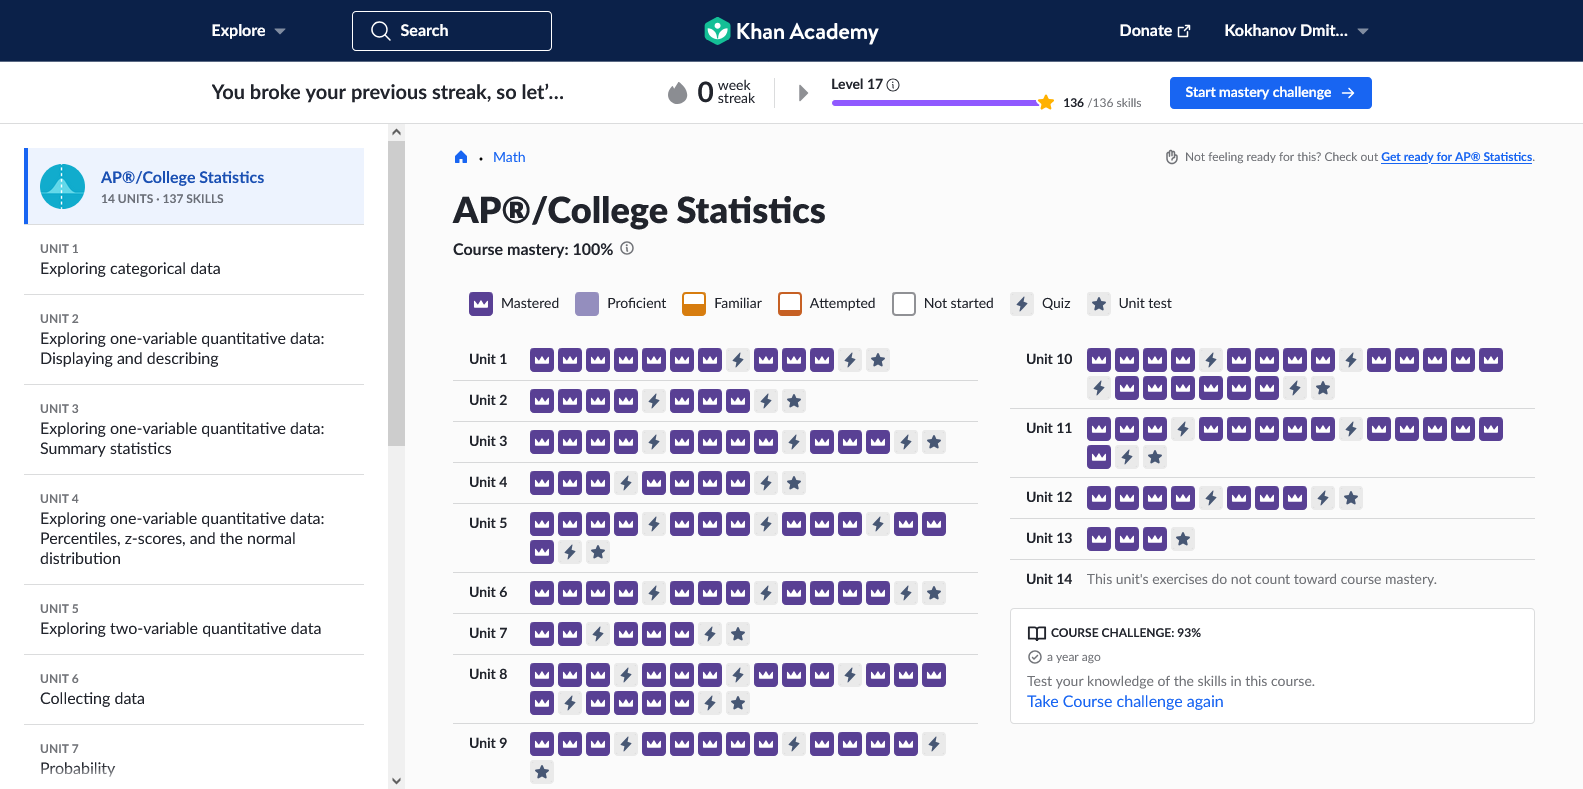 Explore
Search
Khan Academy
Donate
Kokhanov Dmit...
You broke your previous streak, so let'...
0 week streak
Level 17
136 /136 skills
Start mastery challenge
AP®/College Statistics
14 UNITS · 137 SKILLS
UNIT 1
Exploring categorical data
UNIT 2
Exploring one-variable quantitative data:
Displaying and describing
UNIT 3
Exploring one-variable quantitative data:
Summary statistics
UNIT 4
Exploring one-variable quantitative data:
Percentiles, z-scores, and the normal
distribution
UNIT 5
Exploring two-variable quantitative data
UNIT 6
Collecting data
UNIT 7
Probability
Math
Not feeling ready for this? Check out Get ready for AP® Statistics.
AP®/College Statistics
Course mastery: 100%
Mastered
Proficient
Familiar
Attempted
Not started
Quiz
Unit test
Unit 1
Unit 2
Unit 3
Unit 4
Unit 5
Unit 6
Unit 7
Unit 8
Unit 9
Unit 10
Unit 11
Unit 12
Unit 13
Unit 14 This unit's exercises do not count toward course mastery.
COURSE CHALLENGE: 93%
a year ago
Test your knowledge of the skills in this course.
Take Course challenge again